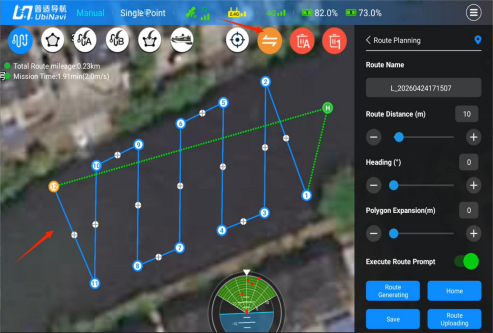 普适导航
UbiNavi
Manual
Single Point
82.0%
73.0%
Total Route mileage:0.23km
Mission Time:1.91min(2.0m/s)
Route Planning
Route Name
L_20260424171507
Route Distance (m)
10
Heading (°)
0
Polygon Expansion(m)
0
Execute Route Prompt
Route
Generating
Home
Save
Route
Uploading
A
B
A
1
H
1
2
3
4
5
6
7
8
9
10
11
12